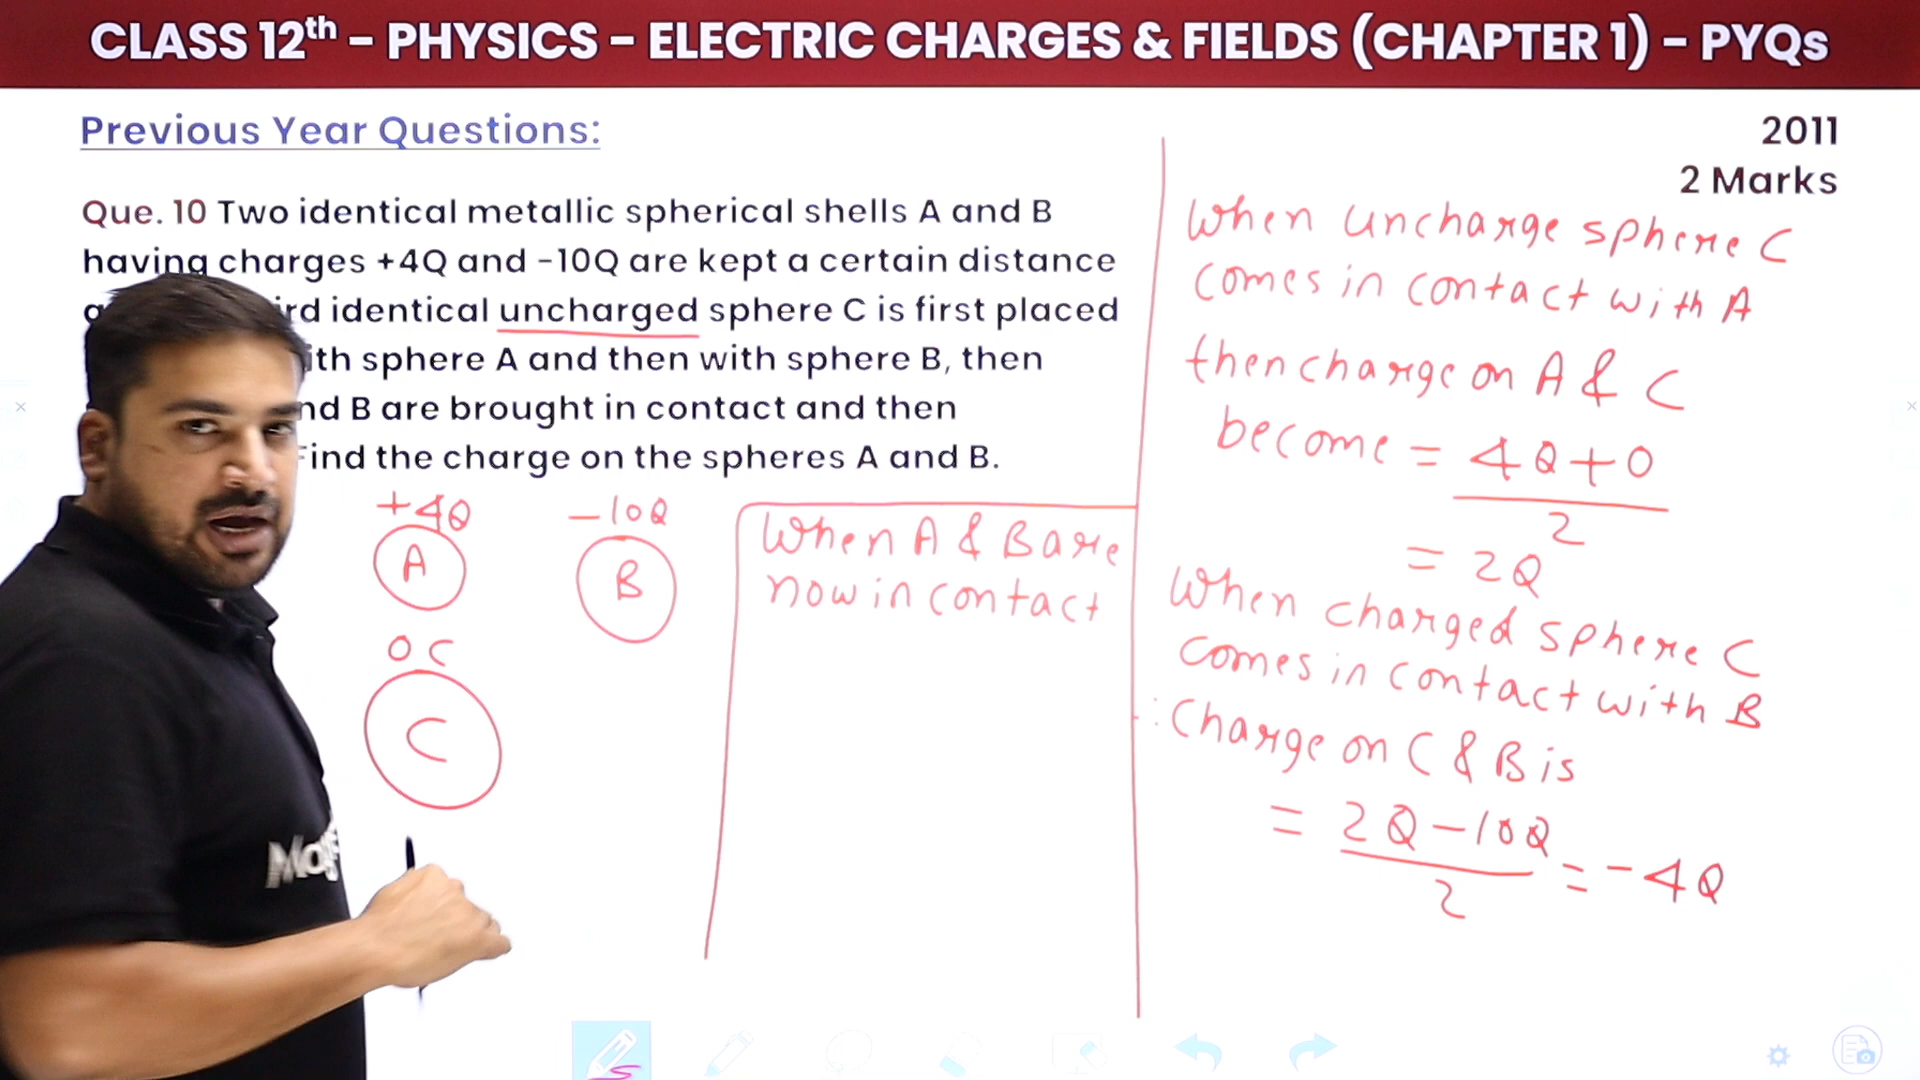 CLASS 12th - PHYSICS - ELECTRIC CHARGES & FIELDS (CHAPTER 1) - PYQs
Previous Year Questions:
2011
2 Marks
Que. 10 Two identical metallic spherical shells A and B
having charges +4Q and -10Q are kept a certain distance
rd identical uncharged sphere C is first placed
ith sphere A and then with sphere B, then
nd B are brought in contact and then
Find the charge on the spheres A and B.
+4Q
A
-10Q
B
O C
C
When A & B are
now in contact
When uncharge sphere C
comes in contact with A
then charge on A & C
become = 4Q+0
2
= 2Q
When charged sphere C
comes in contact with B
∴ Charge on C & B is
= 2Q-10Q = -4Q
2